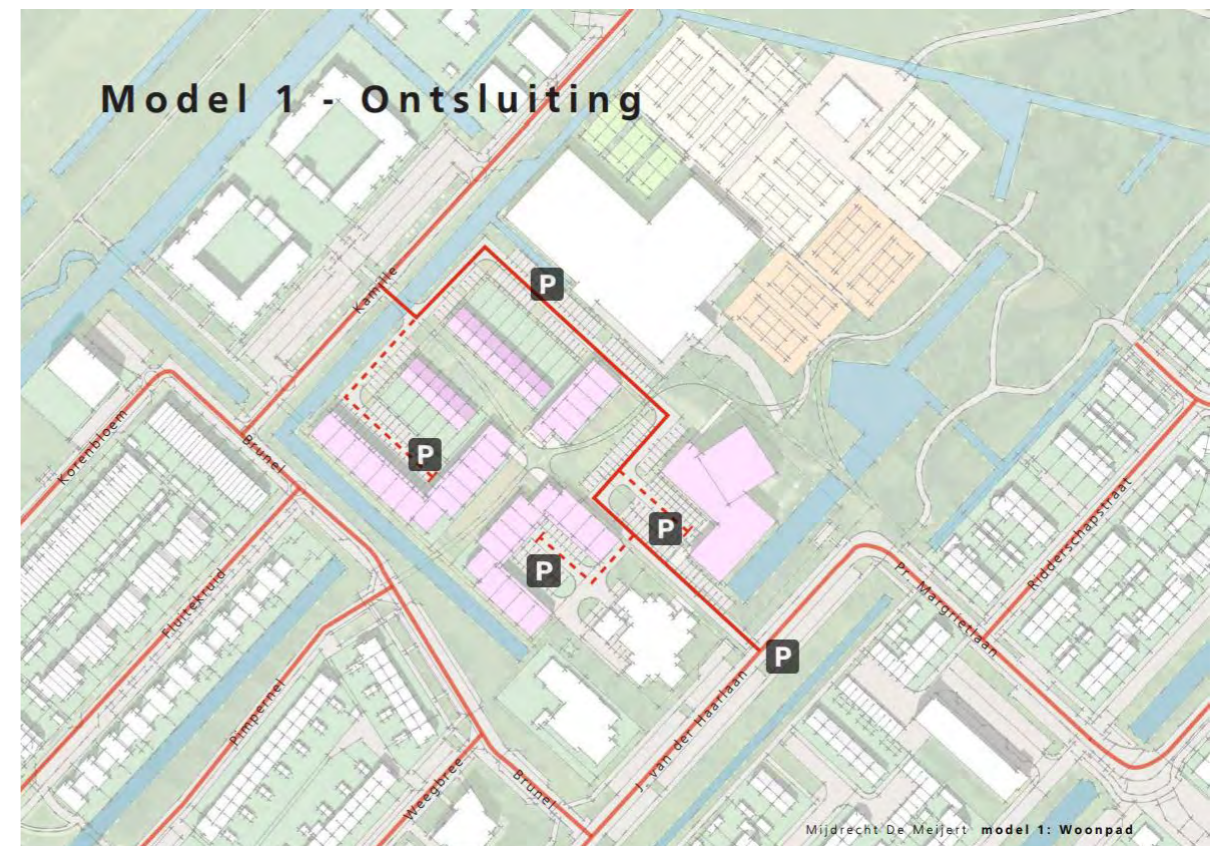 Model 1 - Ontsluiting
P
Kamille
Korenbloem
Brunel
P
P
P
Fluitekruid
Pr. Margrietlaan
Ridderschapstraat
P
Pimpernel
J. van der Haarlaan
Weegbree
Brunel
Mijdrecht De Meijert model 1: Woonpad